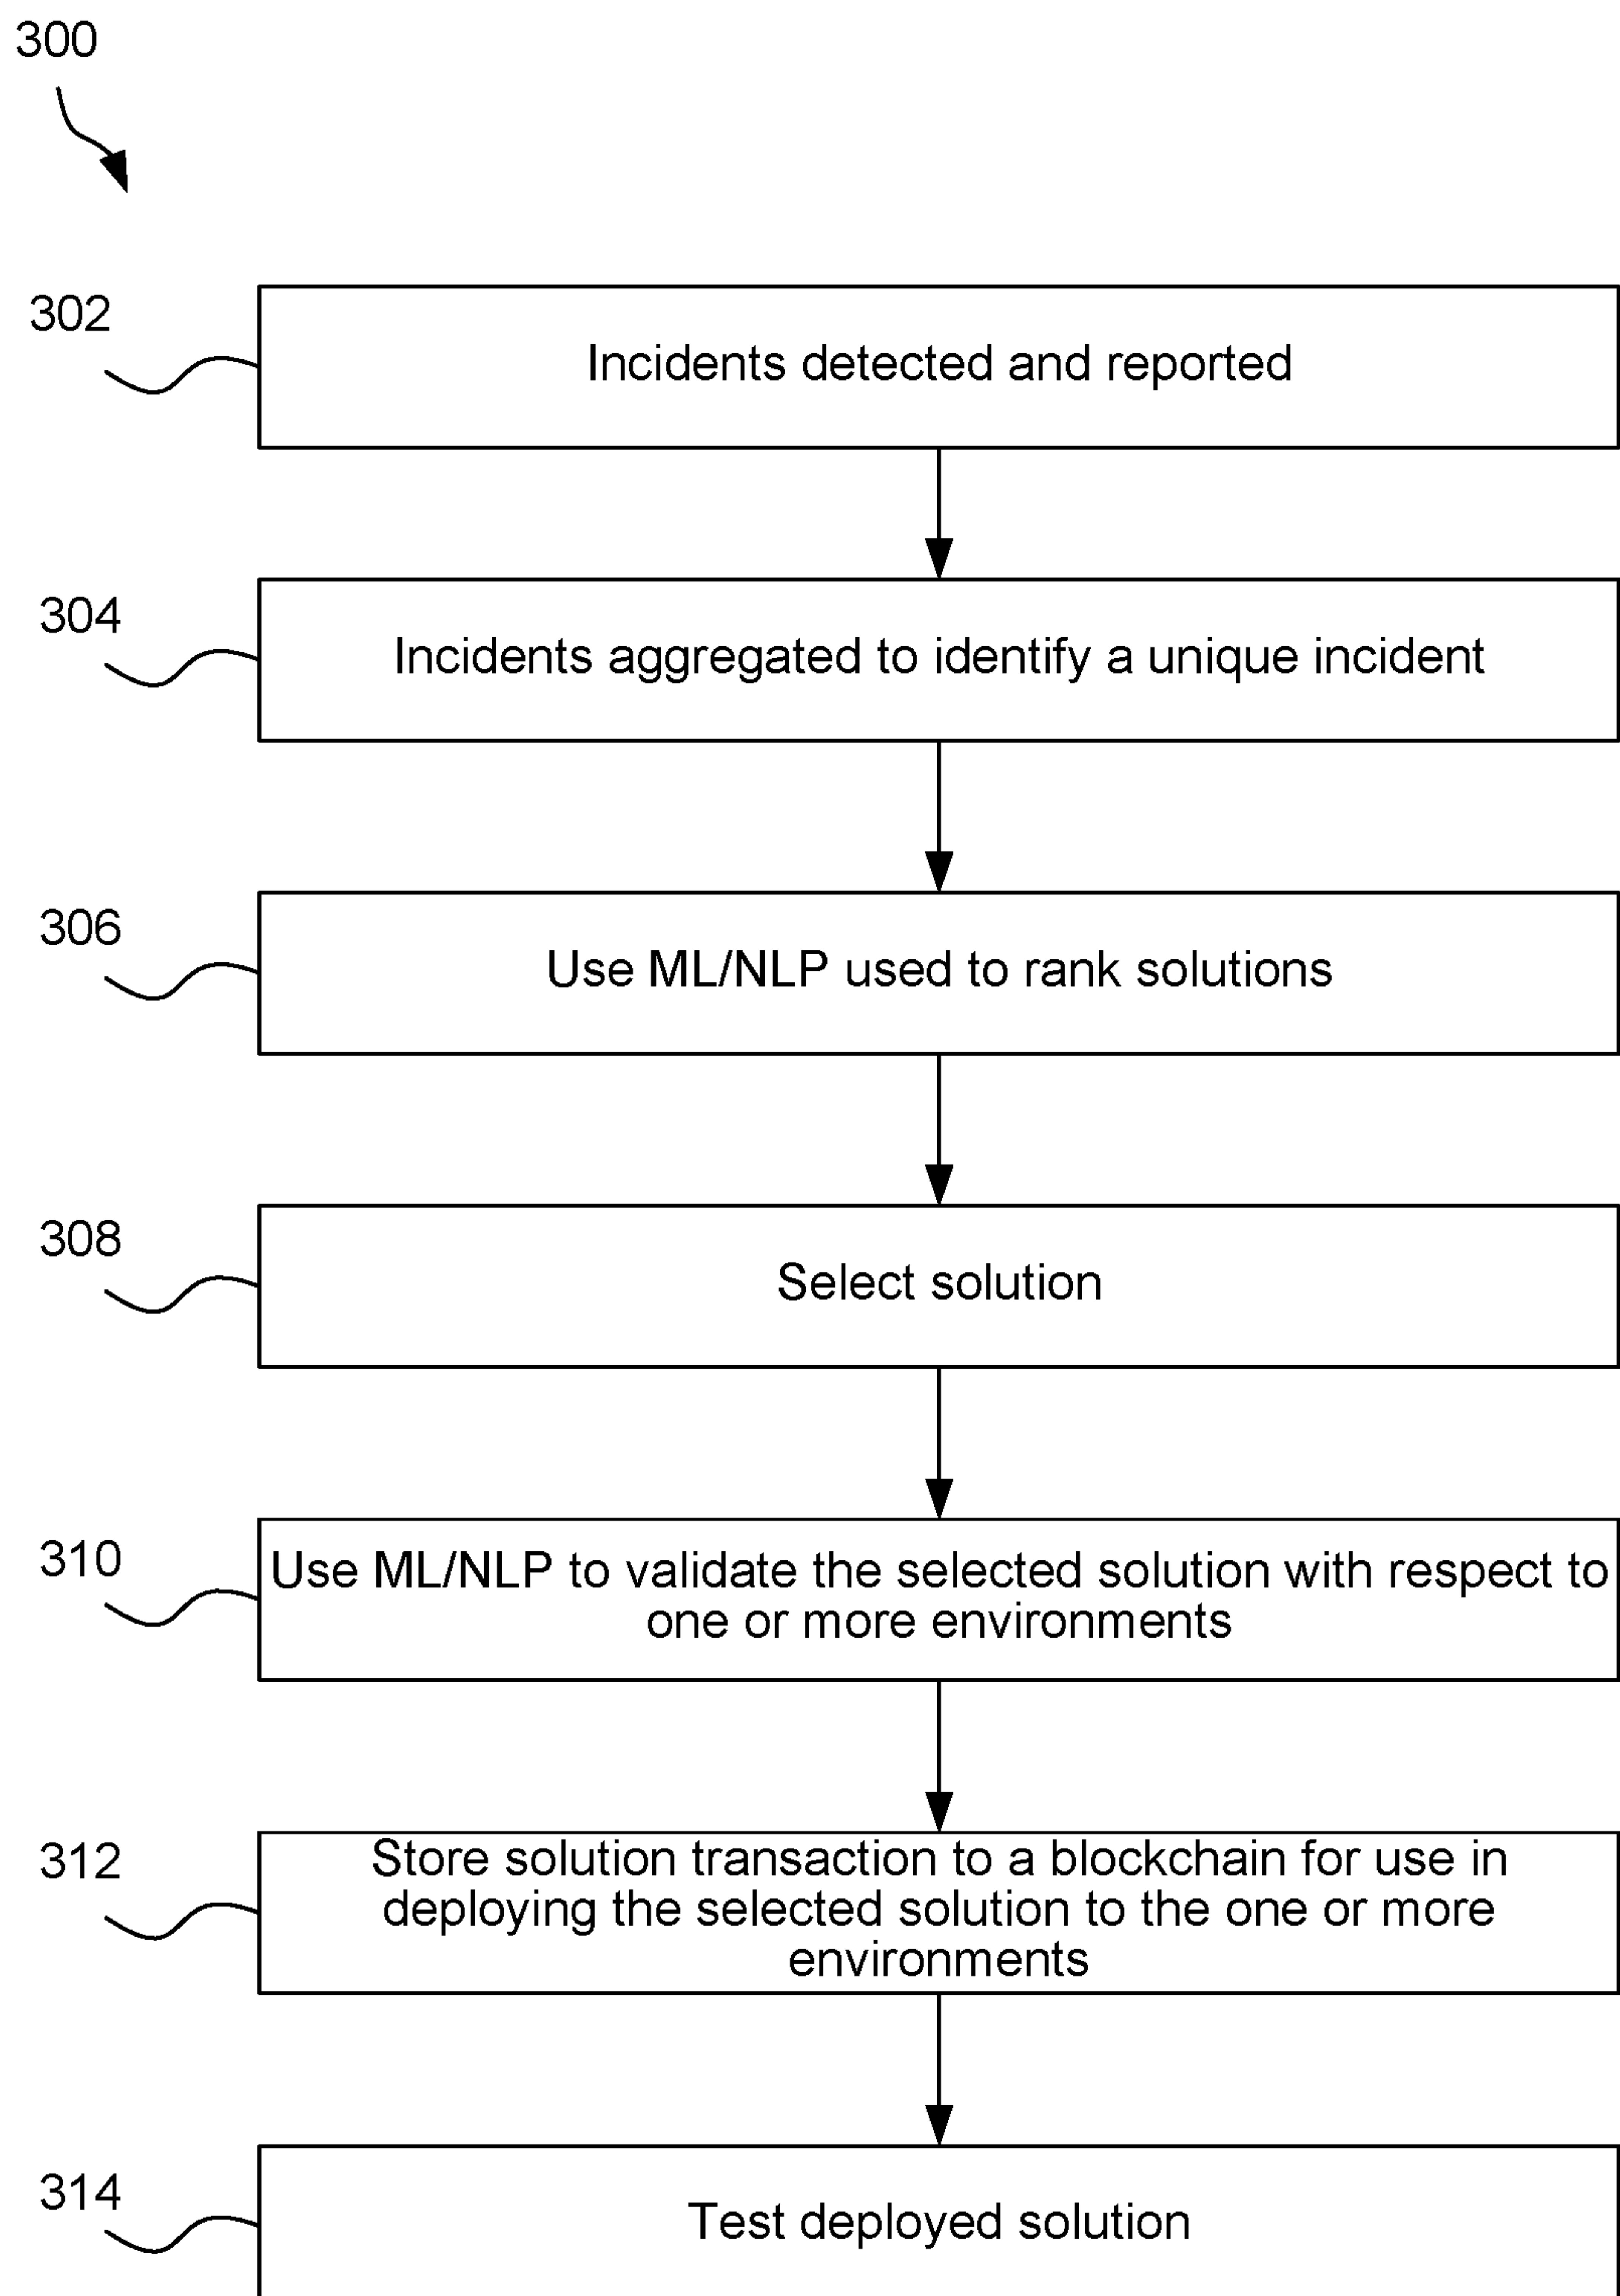 300
302
Incidents detected and reported
304
Incidents aggregated to identify a unique incident
306
Use ML/NLP used to rank solutions
308
Select solution
310
Use ML/NLP to validate the selected solution with respect to
one or more environments
312
Store solution transaction to a blockchain for use in
deploying the selected solution to the one or more
environments
314
Test deployed solution